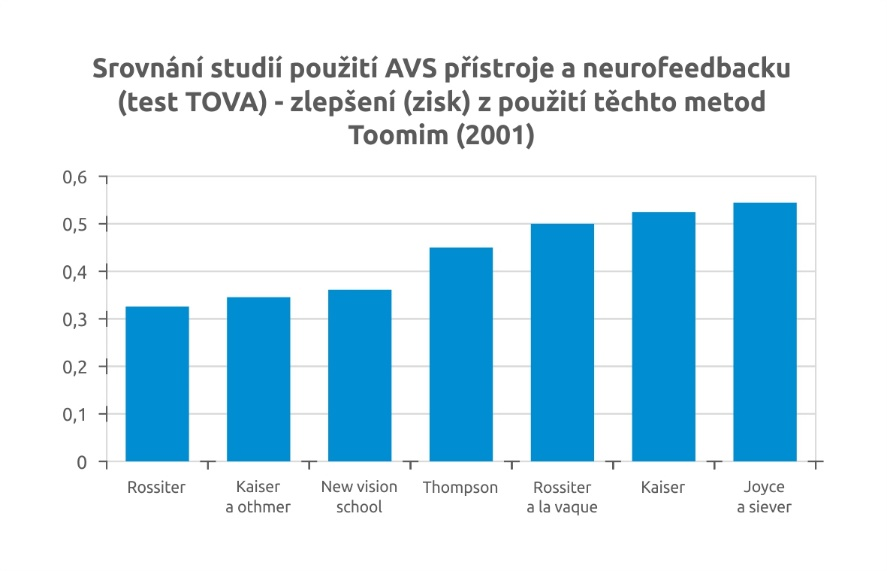 Srovnání studií použití AVS přístroje a neurofeedbacku
(test TOVA) - zlepšení (zisk) z použití těchto metod
Toomim (2001)
0,6
0,5
0,4
0,3
0,2
0,1
0
Rossiter
Kaiser
a othmer
New vision
school
Thompson
Rossiter
a la vaque
Kaiser
Joyce
a siever